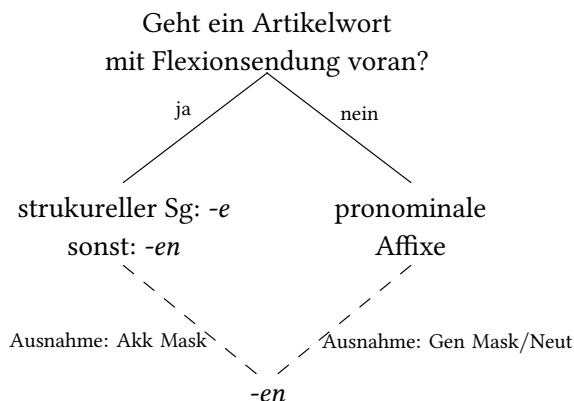 Geht ein Artikelwort
mit Flexionsendung voran?
ja
nein
strukureller Sg: -e
sonst: -en
pronominale
Affixe
Ausnahme: Akk Mask
Ausnahme: Gen Mask/Neut
-en